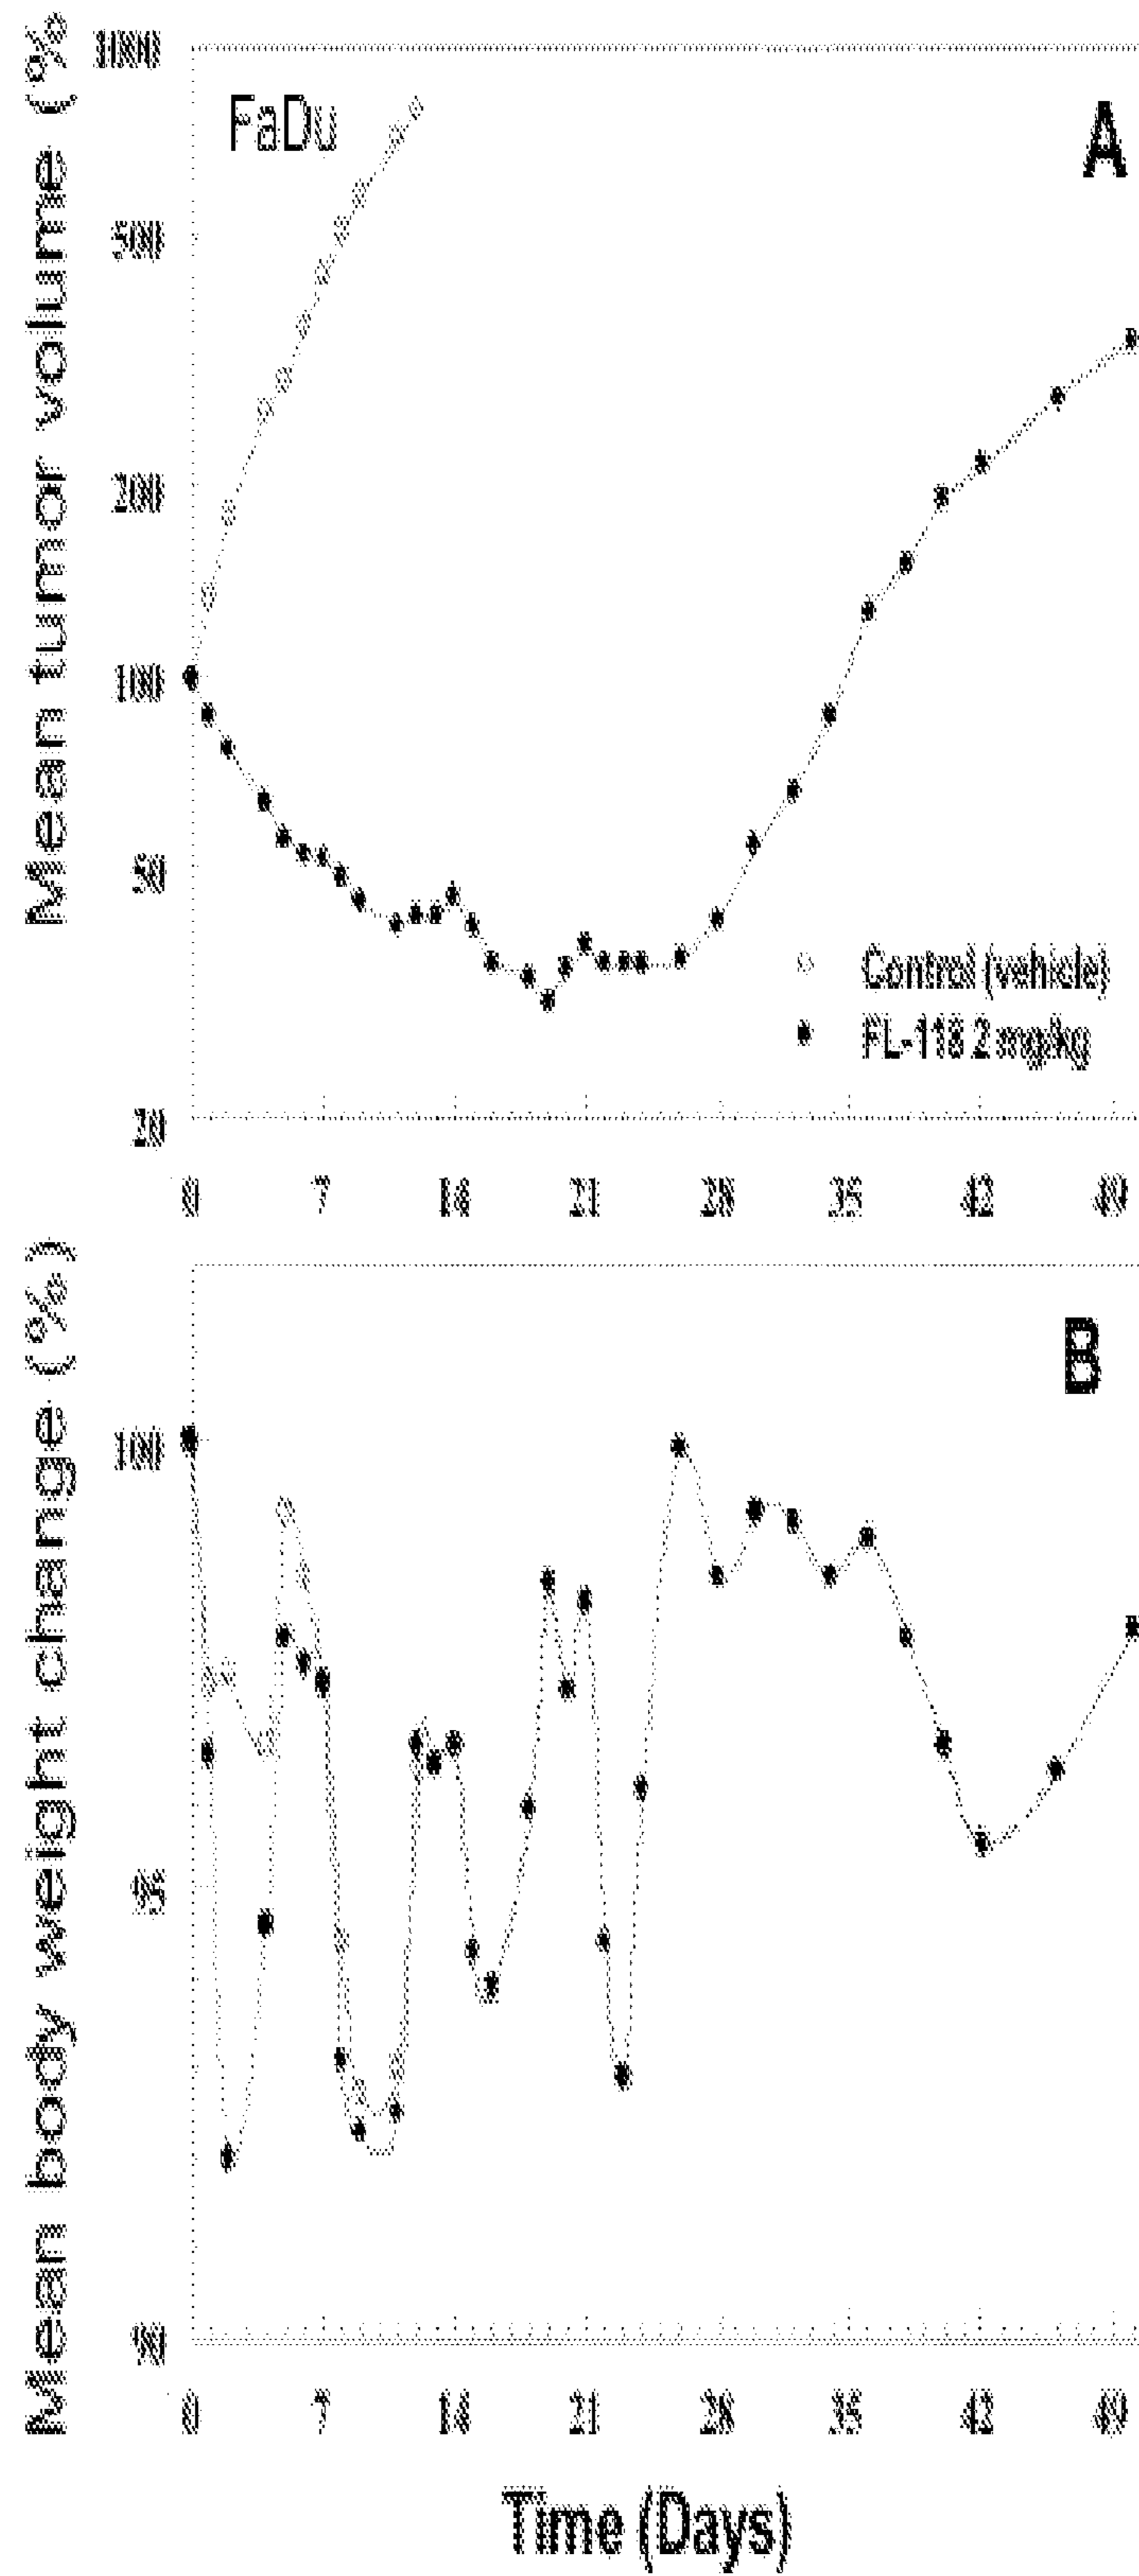 Mean tumor volume (%
1000
500
200
100
50
20
FaDu
A
Control (vehicle)
FL-118 2 mg/kg
0 7 14 21 28 35 42 49
Mean body weight change (%)
100
95
90
B
0 7 14 21 28 35 42 49
Time (Days)